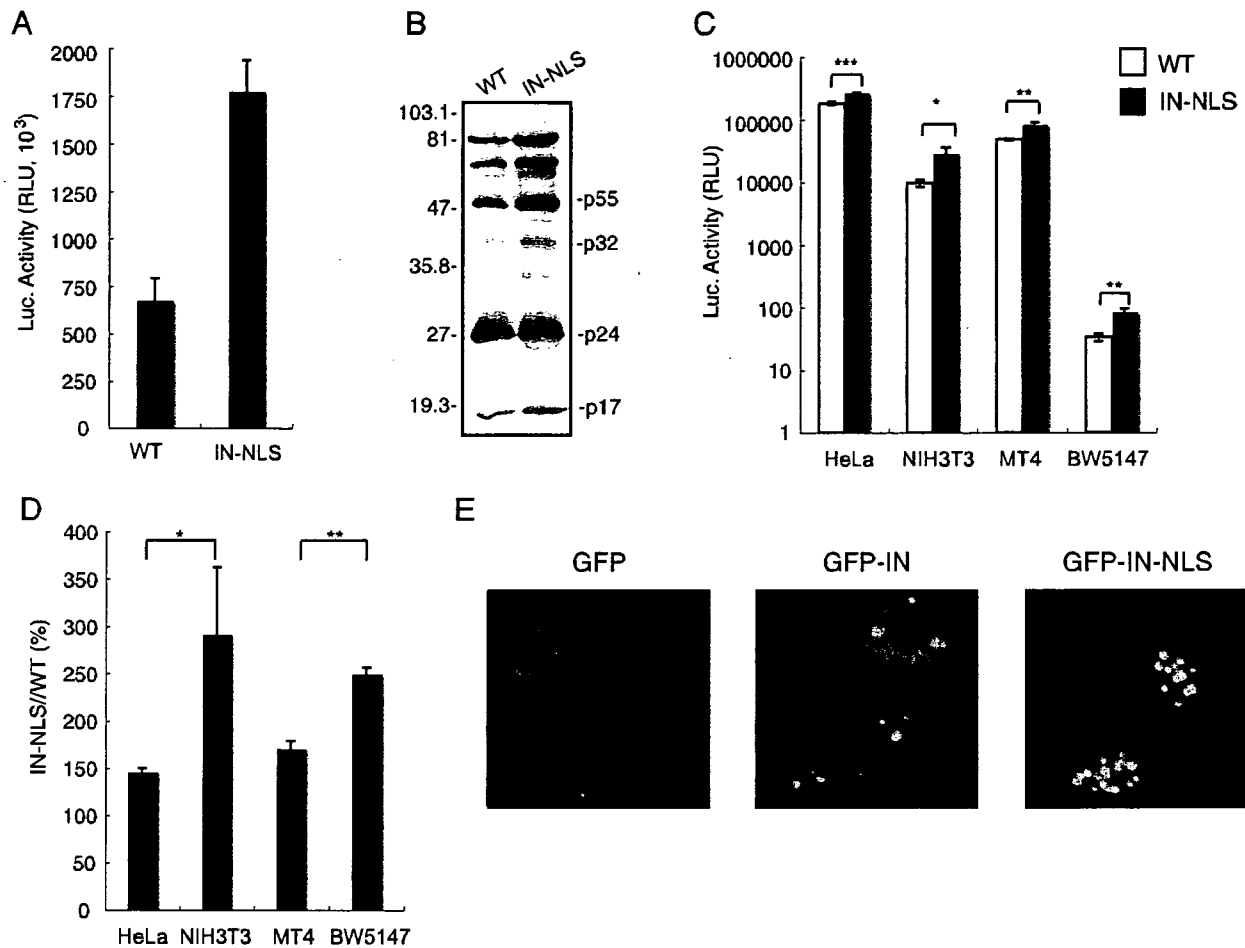 A
Luc. Activity (RLU, 10³)
2000
1750
1500
1250
1000
750
500
250
0
WT
IN-NLS
B
WT
IN-NLS
103.1-
81-
47-
35.8-
27-
19.3-
-p55
-p32
-p24
-p17
C
Luc. Activity (RLU)
1000000
100000
10000
1000
100
10
1
***
*
**
**
WT
IN-NLS
HeLa
NIH3T3
MT4
BW5147
D
IN-NLS//WT (%)
400
350
300
250
200
150
100
50
0
*
**
HeLa
NIH3T3
MT4
BW5147
E
GFP
GFP-IN
GFP-IN-NLS